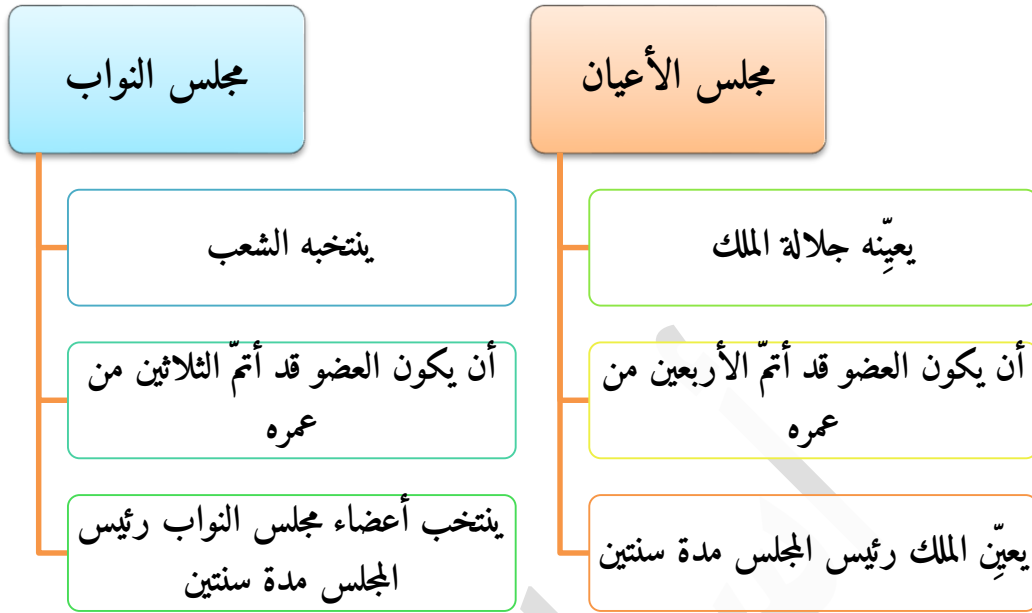 مجلس الأعيان
يعيِّنه جلالة الملك
أن يكون العضو قد أتمّ الأربعين من
عمره
يعيِّن الملك رئيس المجلس مدة سنتين
مجلس النواب
ينتخبه الشعب
أن يكون العضو قد أتمّ الثلاثين من
عمره
ينتخب أعضاء مجلس النواب رئيس
المجلس مدة سنتين